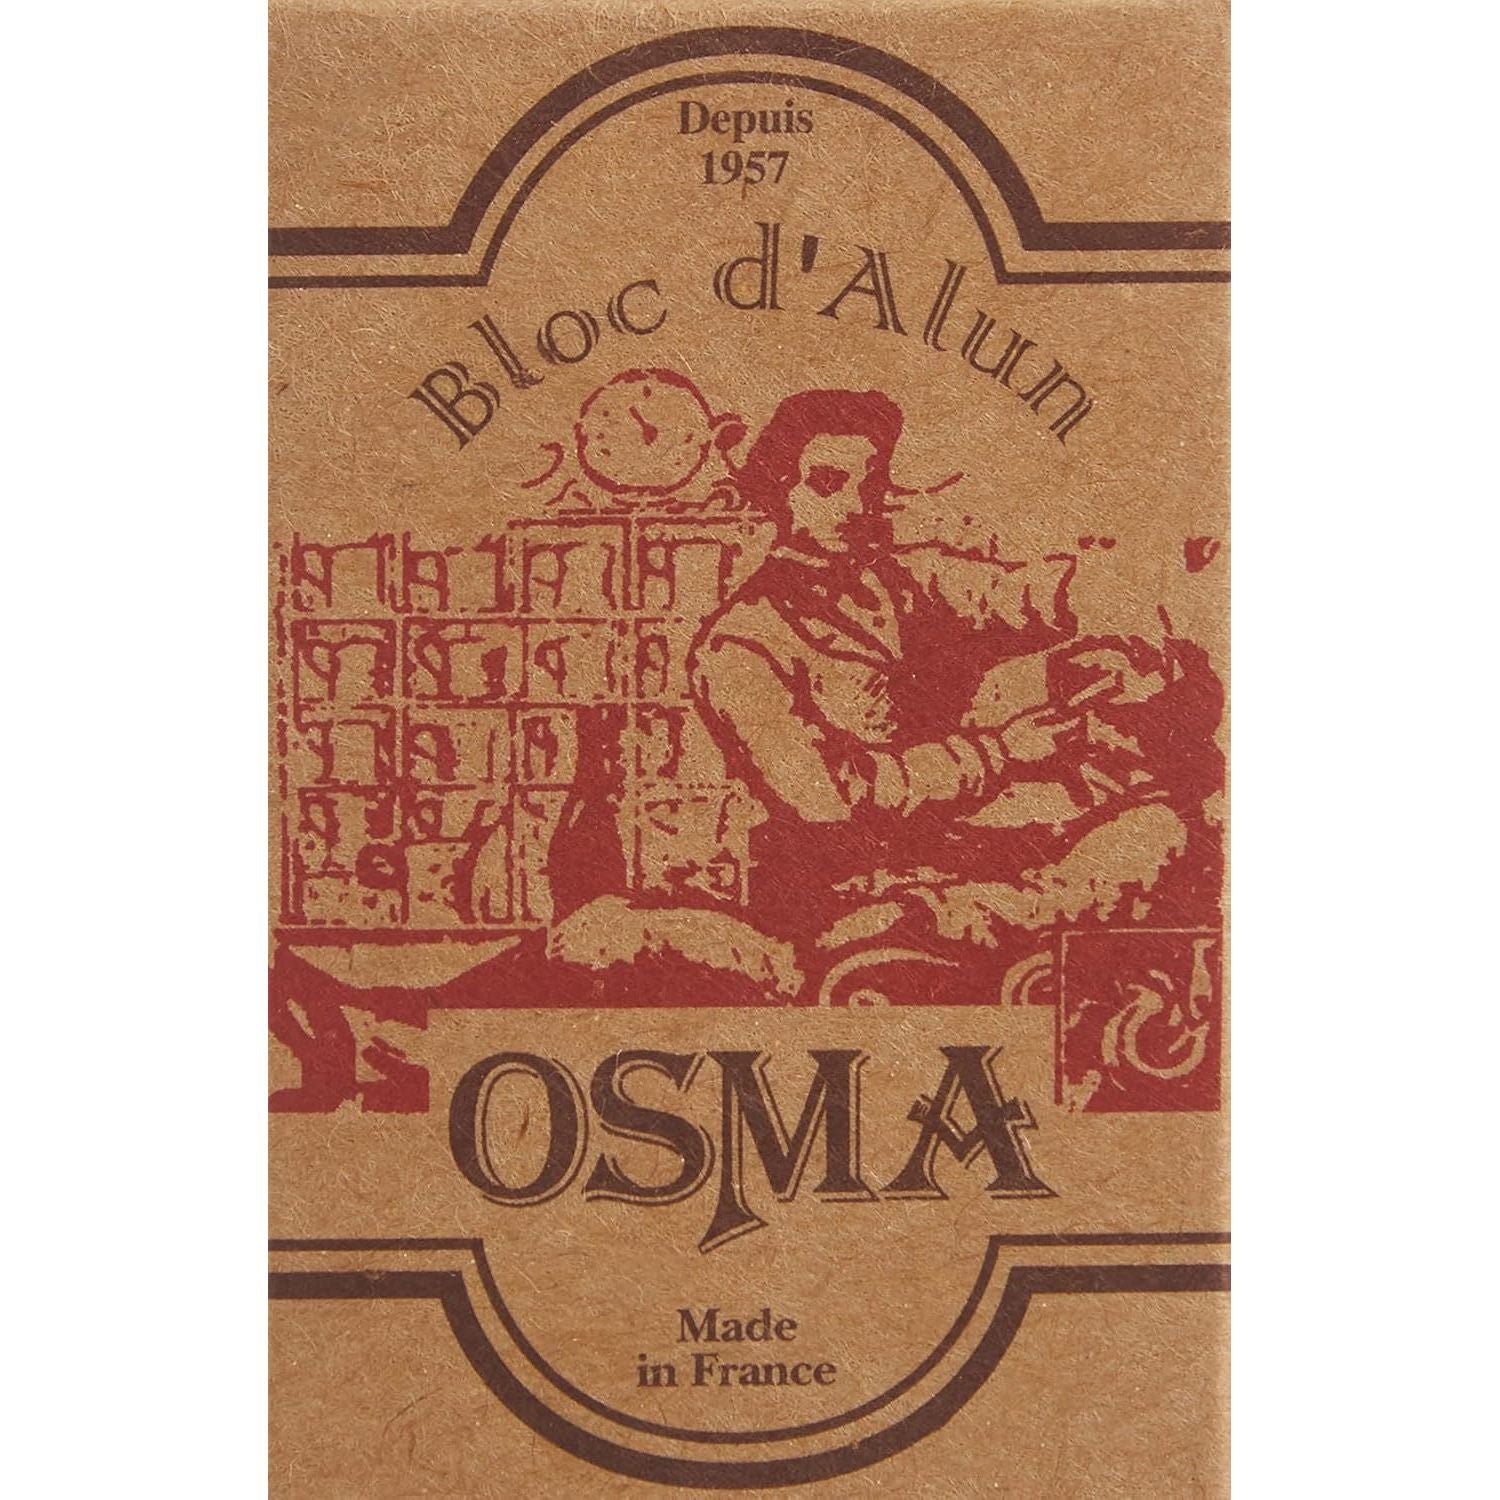 Depuis
1957
Bloc d'Alun
OSMA
Made
in France